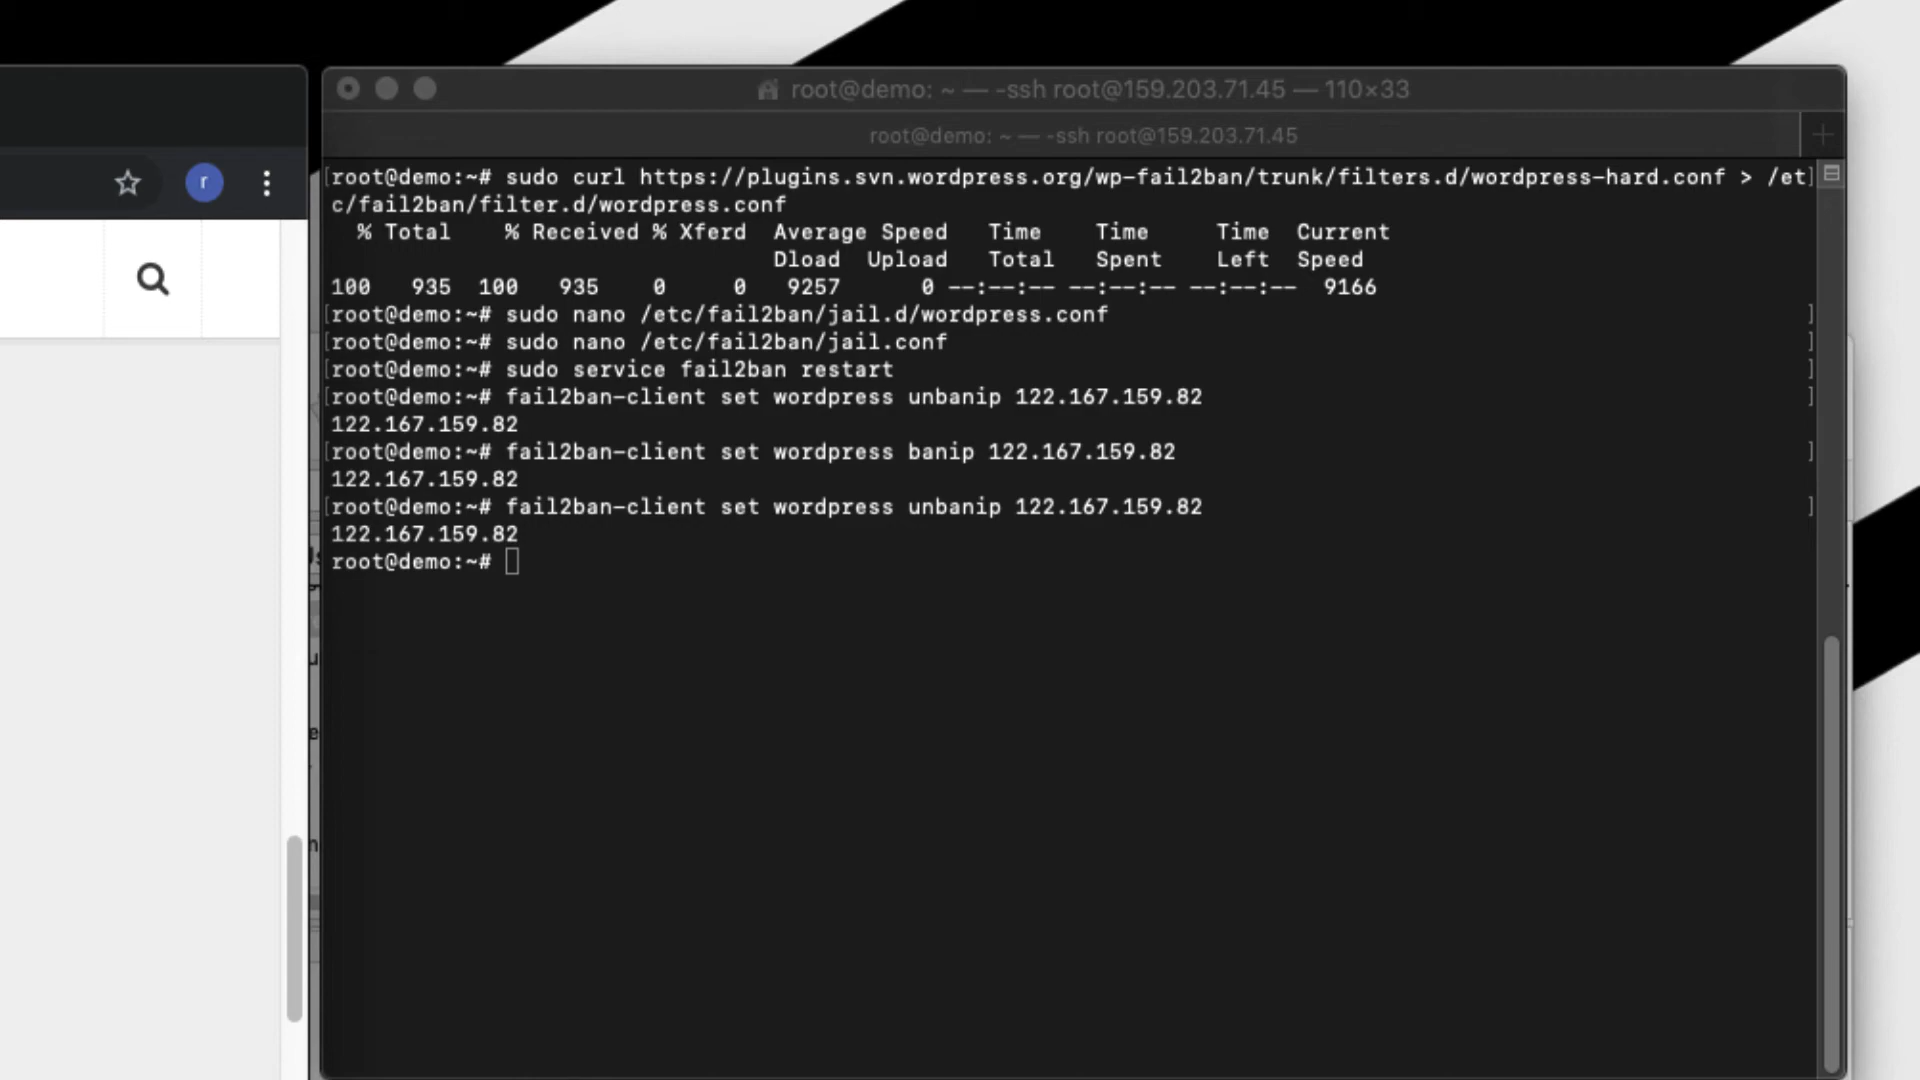 root@demo: ~ — -ssh root@159.203.71.45 — 110×33
root@demo: ~ — -ssh root@159.203.71.45
r
[root@demo:~# sudo curl https://plugins.svn.wordpress.org/wp-fail2ban/trunk/filters.d/wordpress-hard.conf > /et]
c/fail2ban/filter.d/wordpress.conf
% Total    % Received % Xferd  Average Speed   Time    Time     Time  Current
Dload  Upload   Total   Spent    Left  Speed
100   935  100   935    0     0   9257      0 --:--:-- --:--:-- --:--:--  9166
[root@demo:~# sudo nano /etc/fail2ban/jail.d/wordpress.conf ]
[root@demo:~# sudo nano /etc/fail2ban/jail.conf ]
[root@demo:~# sudo service fail2ban restart ]
[root@demo:~# fail2ban-client set wordpress unbanip 122.167.159.82 ]
122.167.159.82
[root@demo:~# fail2ban-client set wordpress banip 122.167.159.82 ]
122.167.159.82
[root@demo:~# fail2ban-client set wordpress unbanip 122.167.159.82 ]
122.167.159.82
root@demo:~#